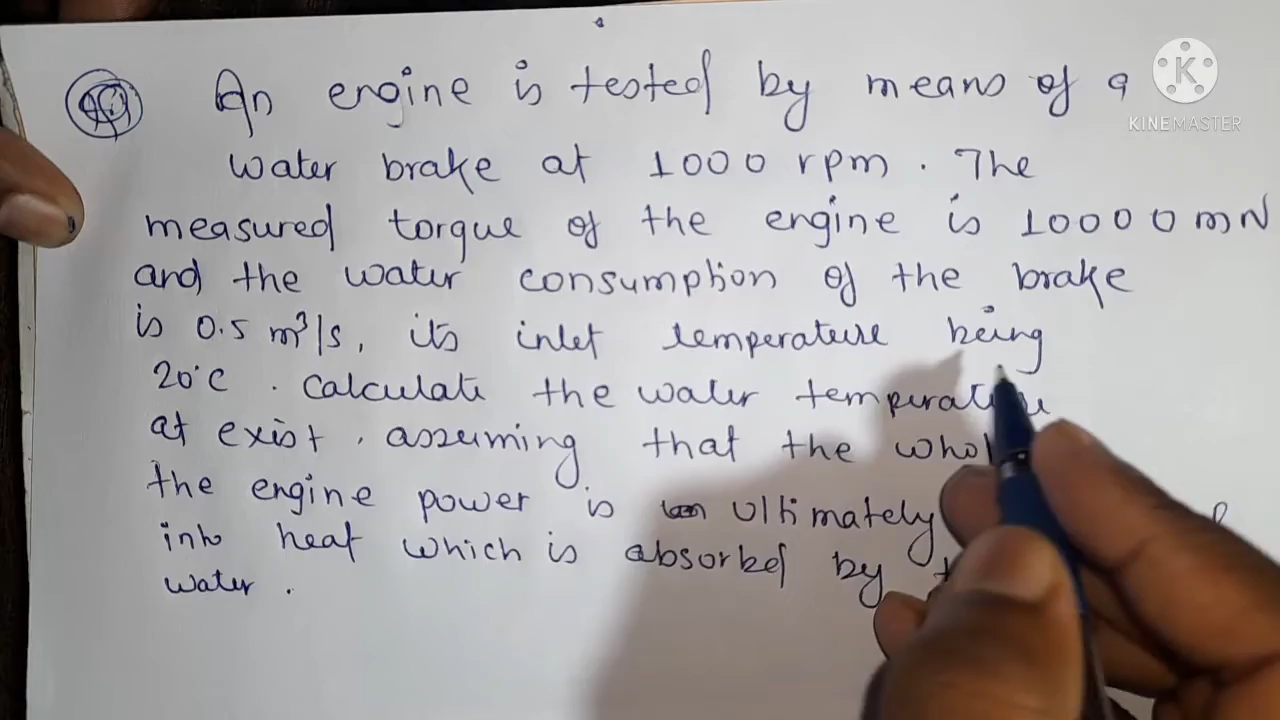 An engine is tested by means of a
water brake at 1000 rpm. The
measured torque of the engine is 10000 mN
and the water consumption of the brake
is 0.5 m³/s, its inlet temperature being
20°C. calculate the water temperature
at exist. assuming that the
the engine power is ultimately
into heat which is absorbed by
water.
KINEMASTER